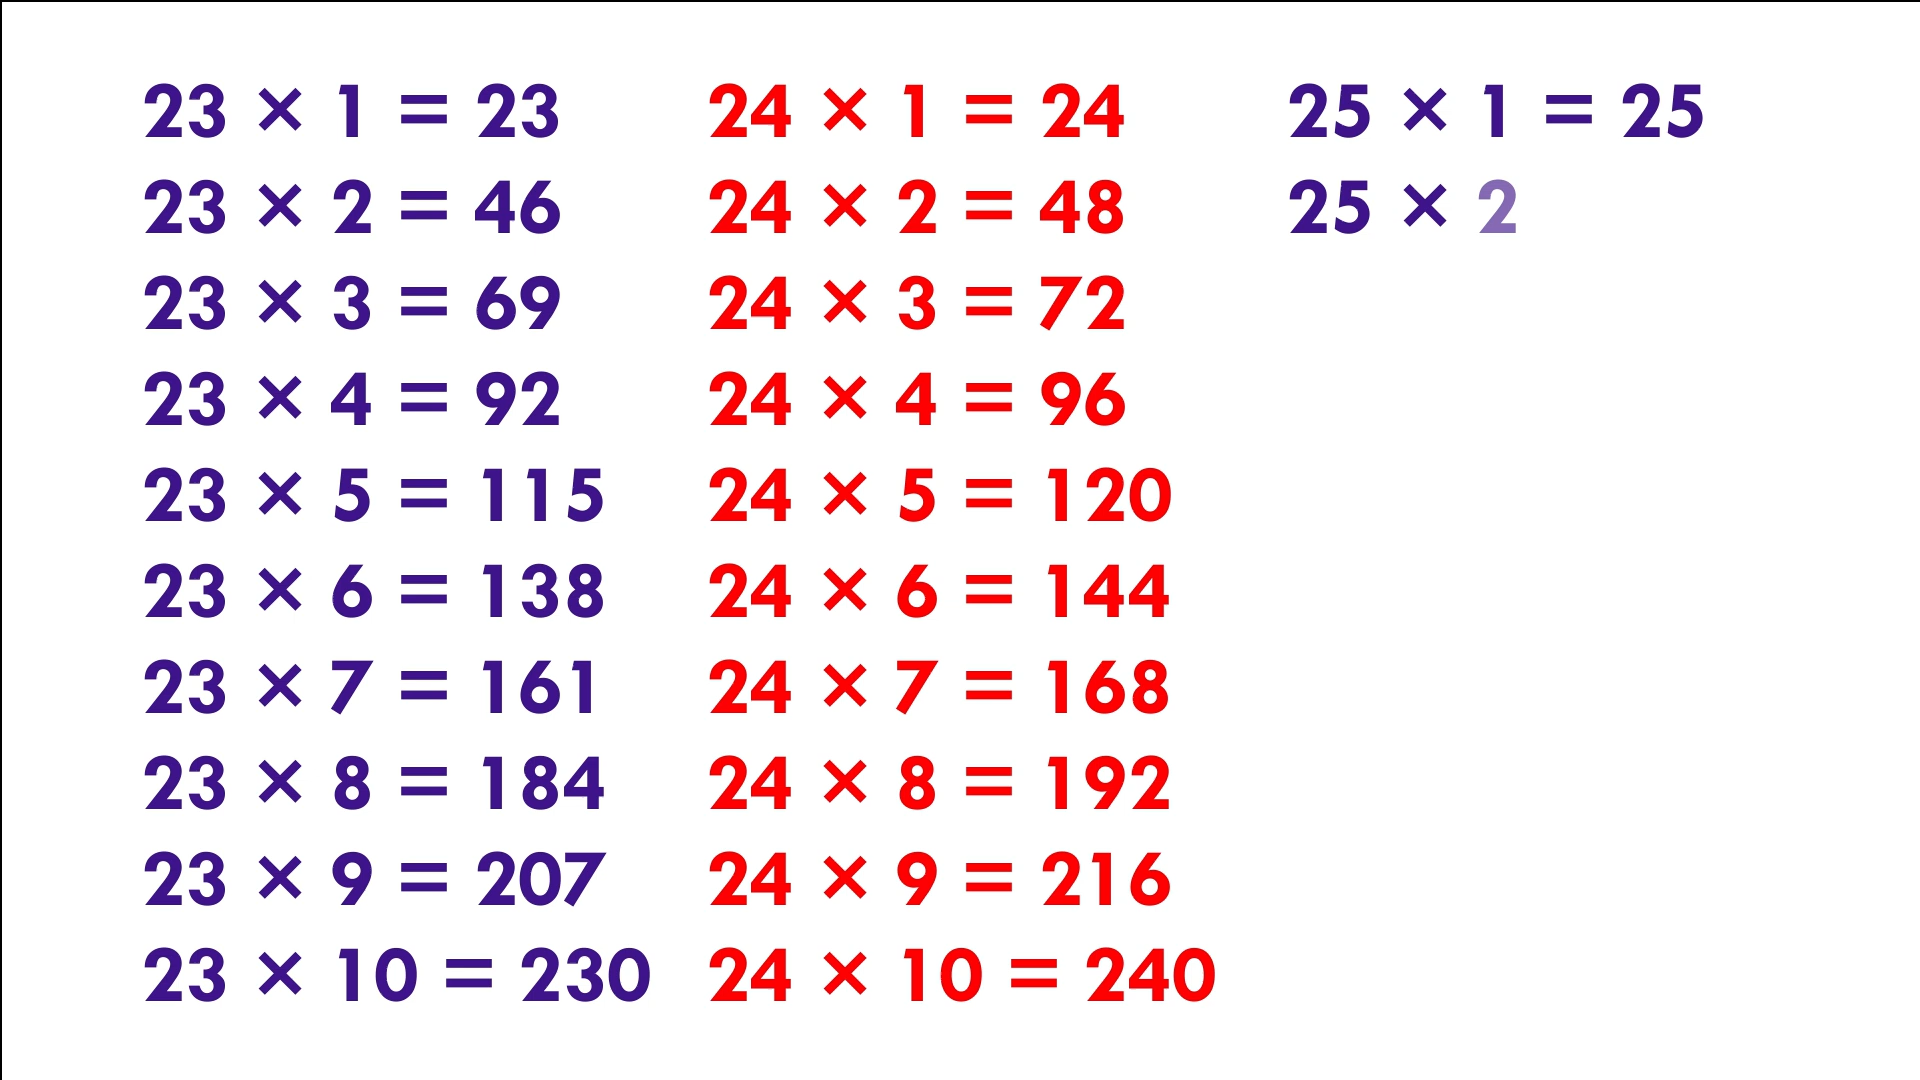 23 × 1 = 23
23 × 2 = 46
23 × 3 = 69
23 × 4 = 92
23 × 5 = 115
23 × 6 = 138
23 × 7 = 161
23 × 8 = 184
23 × 9 = 207
23 × 10 = 230
24 × 1 = 24
24 × 2 = 48
24 × 3 = 72
24 × 4 = 96
24 × 5 = 120
24 × 6 = 144
24 × 7 = 168
24 × 8 = 192
24 × 9 = 216
24 × 10 = 240
25 × 1 = 25
25 × 2